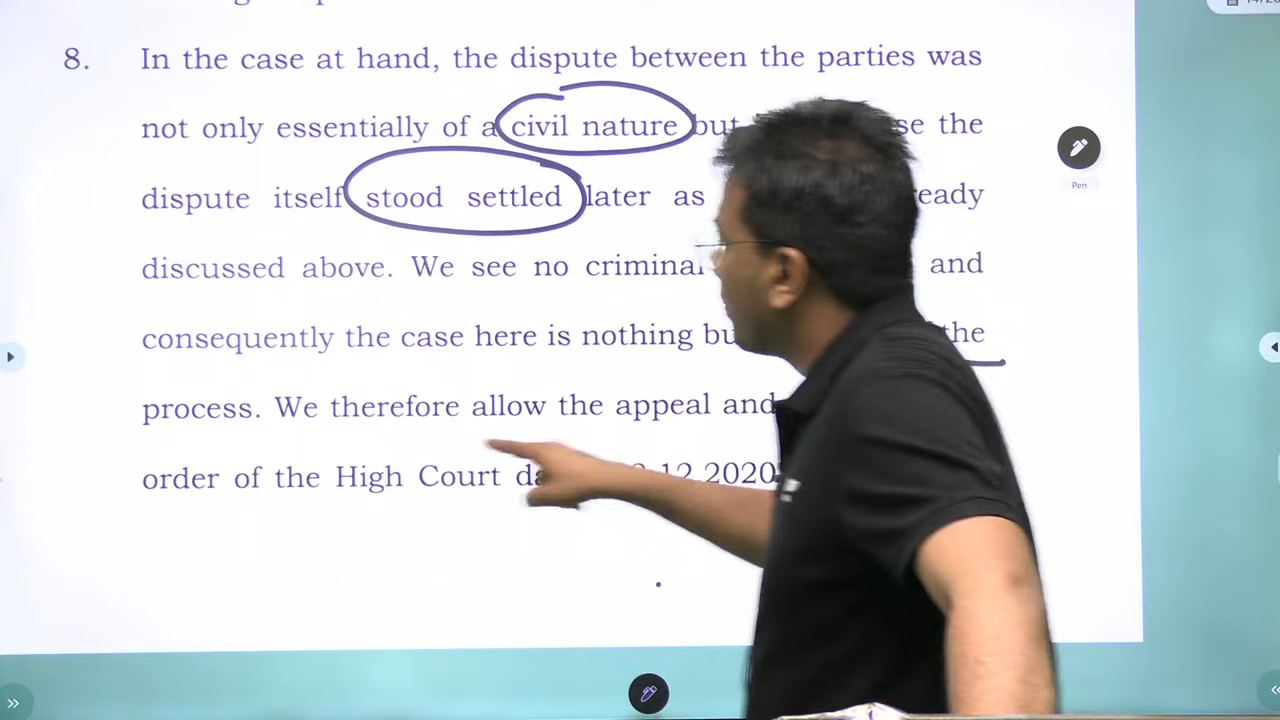 8. In the case at hand, the dispute between the parties was
not only essentially of a civil nature but se the
dispute itself stood settled later as eady
discussed above. We see no criminal and
consequently the case here is nothing bu the
process. We therefore allow the appeal and
order of the High Court da 12.2020
Pen